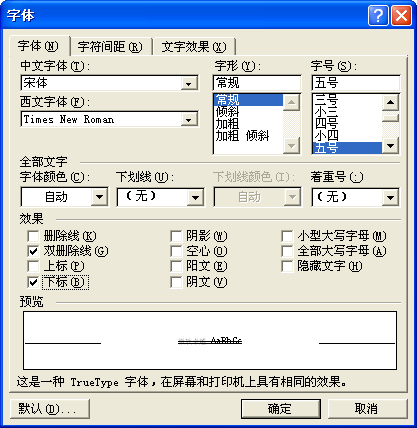 字体
字体(N) 字符间距(R) 文字效果(X)
中文字体(T): 字形(Y): 字号(S):
宋体 常规 五号
西文字体(F): 常规 三号
Times New Roman 倾斜 小三
加粗 四号
加粗 倾斜 小四
五号
全部文字
字体颜色(C): 下划线(U): 下划线颜色(I): 着重号(:)
自动 (无) 自动 (无)
效果
删除线(K) 阴影(W) 小型大写字母(M)
双删除线(G) 空心(O) 全部大写字母(A)
上标(P) 阳文(E) 隐藏文字(H)
下标(B) 阴文(V)
预览
AaBbCc
这是一种 TrueType 字体，在屏幕和打印机上具有相同的效果。
默认(D)... 确定 取消